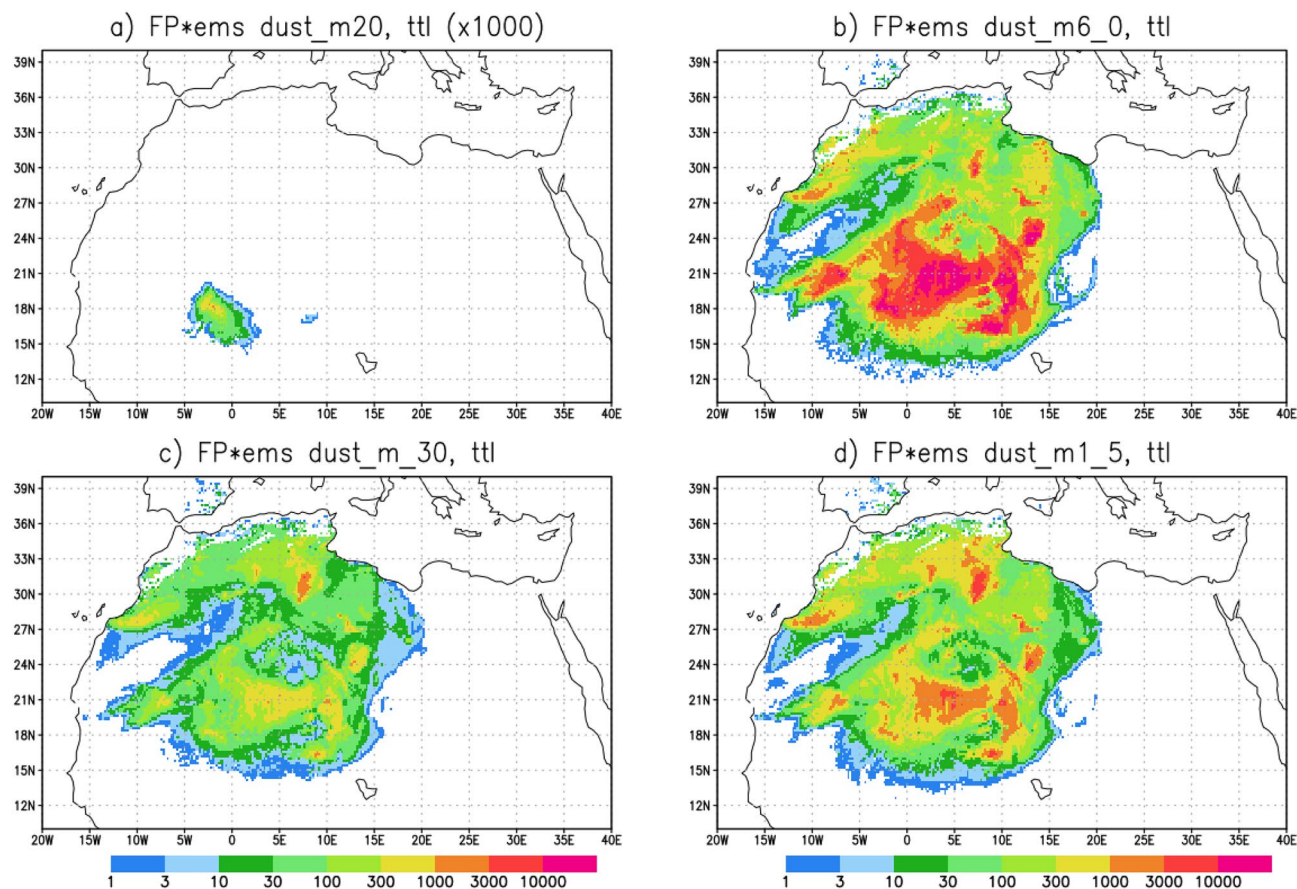 a) FP*ems dust_m20, ttl (x1000)
39N
36N
33N
30N
27N
24N
21N
18N
15N
12N
20W 15W 10W 5W 0 5E 10E 15E 20E 25E 30E 35E 40E
b) FP*ems dust_m6_0, ttl
39N
36N
33N
30N
27N
24N
21N
18N
15N
12N
20W 15W 10W 5W 0 5E 10E 15E 20E 25E 30E 35E 40E
c) FP*ems dust_m_30, ttl
39N
36N
33N
30N
27N
24N
21N
18N
15N
12N
20W 15W 10W 5W 0 5E 10E 15E 20E 25E 30E 35E 40E
1 3 10 30 100 300 1000 3000 10000
d) FP*ems dust_m1_5, ttl
39N
36N
33N
30N
27N
24N
21N
18N
15N
12N
20W 15W 10W 5W 0 5E 10E 15E 20E 25E 30E 35E 40E
1 3 10 30 100 300 1000 3000 10000